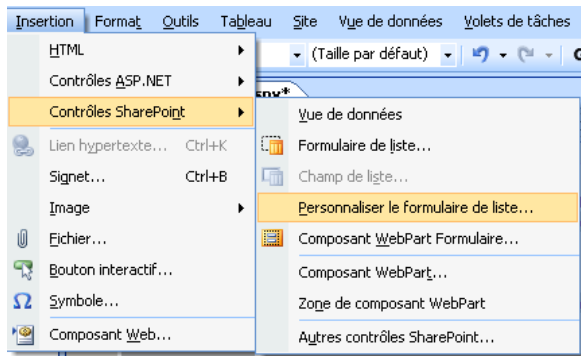 Insertion Format Outils Tableau Site Vue de données Volets de tâches
HTML
(Taille par défaut)
Contrôles ASP.NET
Contrôles SharePoint
Vue de données
Lien hypertexte... Ctrl+K
Formulaire de liste...
Signet... Ctrl+B
Champ de liste...
Image
Personnaliser le formulaire de liste...
Fichier...
Composant WebPart Formulaire...
Bouton interactif...
Composant WebPart...
Symbole...
Zone de composant WebPart
Composant Web...
Autres contrôles SharePoint...